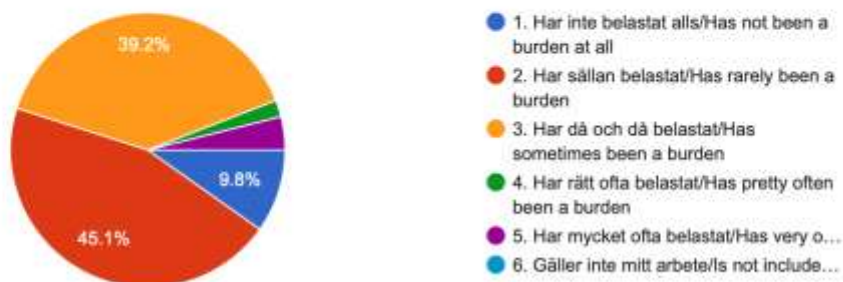 39.2%
9.8%
45.1%
1. Har inte belastat alls/Has not been a
burden at all
2. Har sällan belastat/Has rarely been a
burden
3. Har då och då belastat/Has
sometimes been a burden
4. Har rätt ofta belastat/Has pretty often
been a burden
5. Har mycket ofta belastat/Has very o...
6. Gäller inte mitt arbete/Is not include...